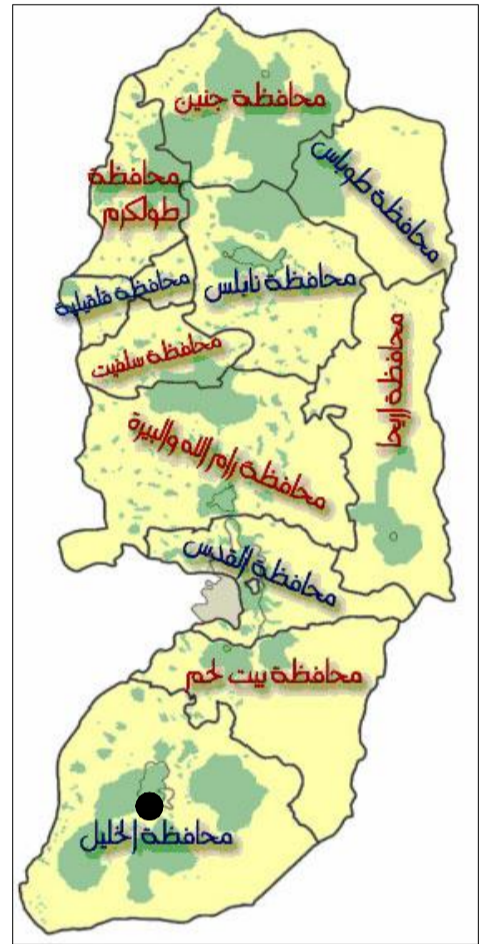 محافظة جنين
محافظة طوباس
محافظة
طولكرم
محافظة نابلس
محافظة قلقيلية
محافظة سلفيت
محافظة اريحا
محافظة رام الله والبيرة
محافظة القدس
محافظة بيت لحم
محافظة الخليل